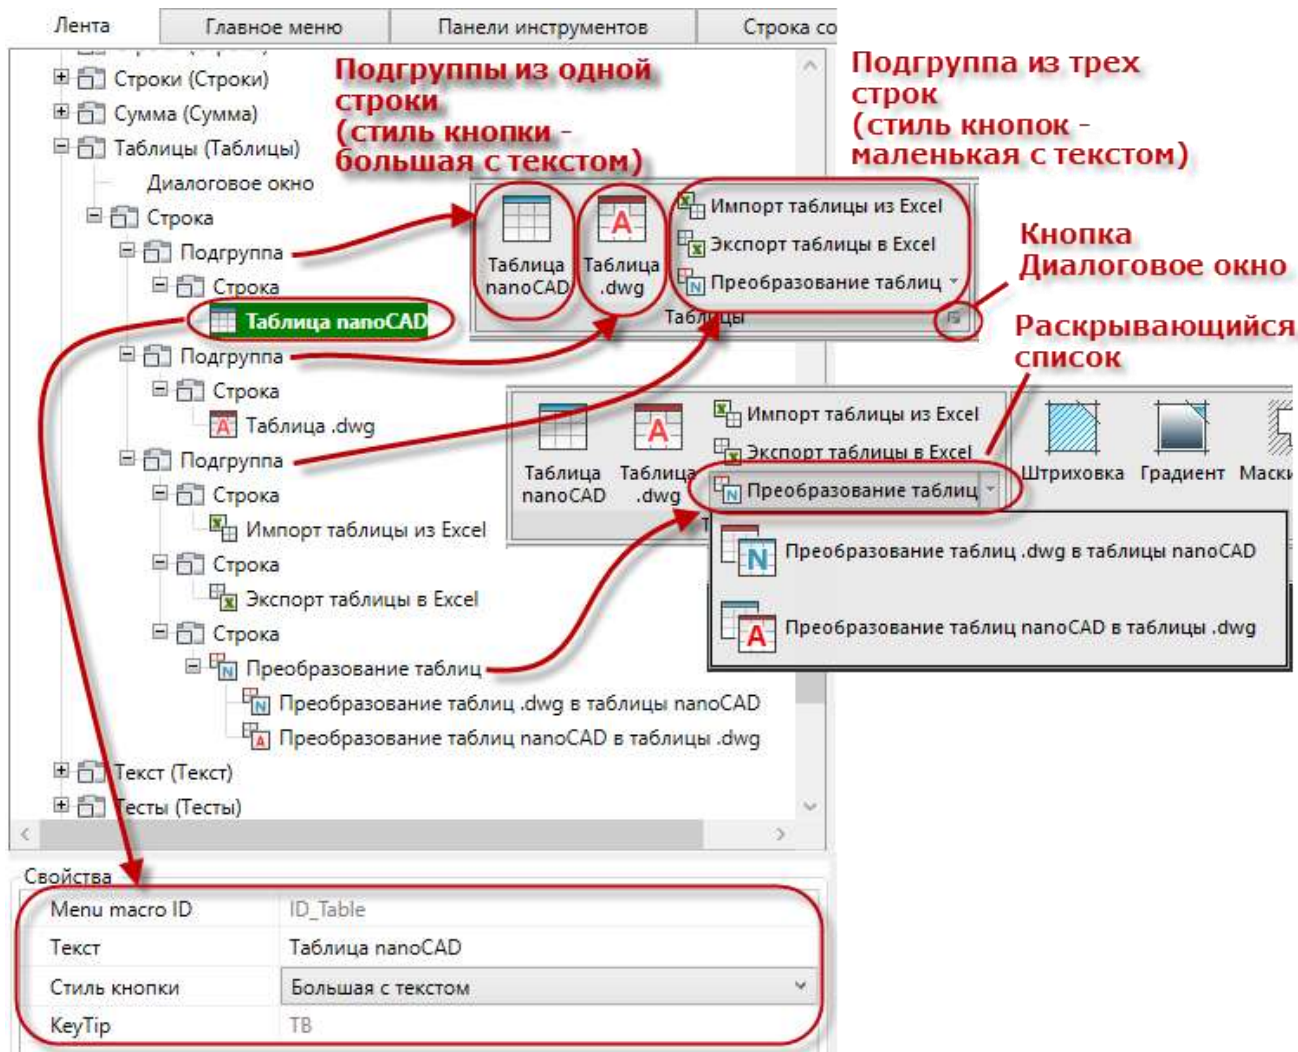 Лента
Главное меню
Панели инструментов
Строка со
Строки (Строки)
Сумма (Сумма)
Таблицы (Таблицы)
Диалоговое окно
Строка
Подгруппа
Строка
Таблица nanoCAD
Подгруппа
Строка
Таблица .dwg
Подгруппа
Строка
Импорт таблицы из Excel
Строка
Экспорт таблицы в Excel
Строка
Преобразование таблиц
Преобразование таблиц .dwg в таблицы nanoCAD
Преобразование таблиц nanoCAD в таблицы .dwg
Текст (Текст)
Тесты (Тесты)
Подгруппы из одной
строки
(стиль кнопки -
большая с текстом)
Подгруппа из трех
строк
(стиль кнопок -
маленькая с текстом)
Таблица
nanoCAD
Таблица
.dwg
Импорт таблицы из Excel
Экспорт таблицы в Excel
Преобразование таблиц
Таблицы
Кнопка
Диалоговое окно
Раскрывающийся
список
Таблица
nanoCAD
Таблица
.dwg
Импорт таблицы из Excel
Экспорт таблицы в Excel
Преобразование таблиц
Штриховка
Градиент
Маски
Преобразование таблиц .dwg в таблицы nanoCAD
Преобразование таблиц nanoCAD в таблицы .dwg
Свойства
Menu macro ID
ID_Table
Текст
Таблица nanoCAD
Стиль кнопки
Большая с текстом
KeyTip
TB